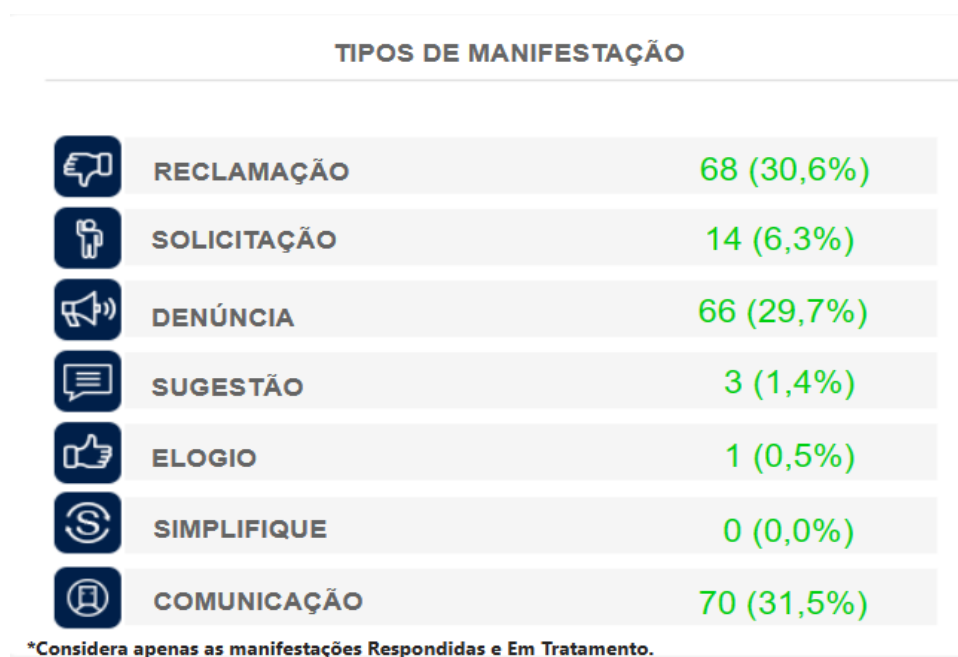 TIPOS DE MANIFESTAÇÃO
RECLAMAÇÃO 68 (30,6%)
SOLICITAÇÃO 14 (6,3%)
DENÚNCIA 66 (29,7%)
SUGESTÃO 3 (1,4%)
ELOGIO 1 (0,5%)
SIMPLIFIQUE 0 (0,0%)
COMUNICAÇÃO 70 (31,5%)
*Considera apenas as manifestações Respondidas e Em Tratamento.